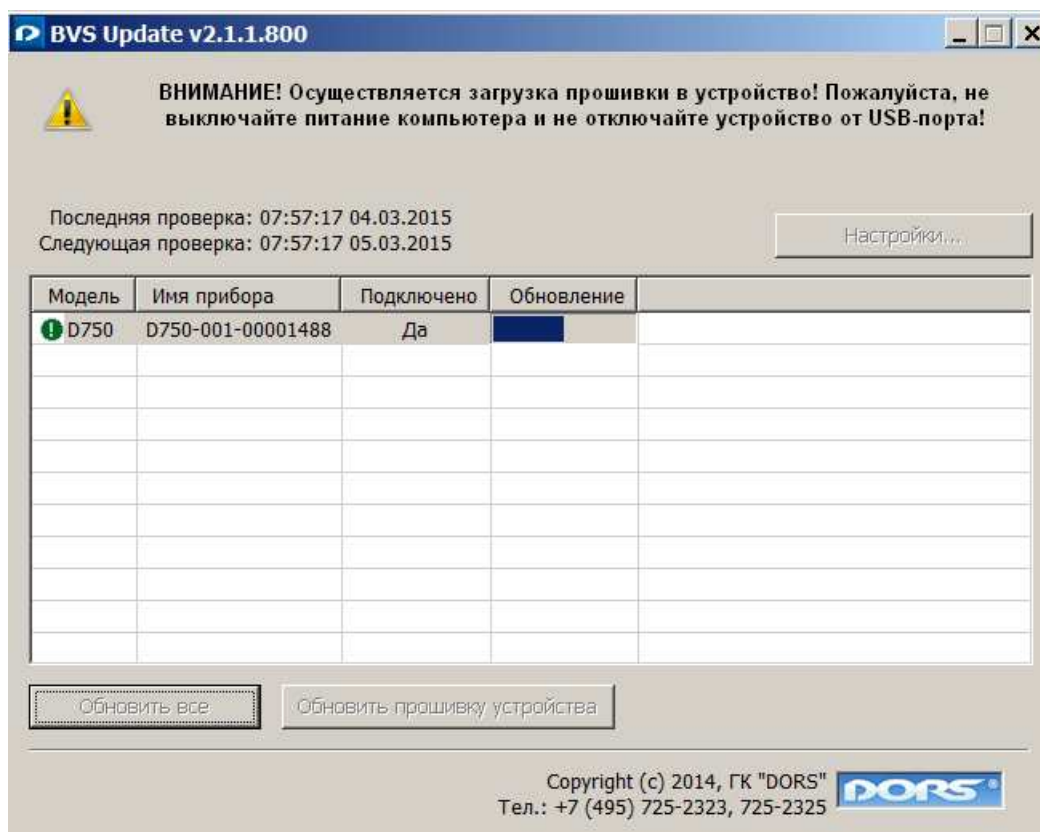 BVS Update v2.1.1.800
ВНИМАНИЕ! Осуществляется загрузка прошивки в устройство! Пожалуйста, не
выключайте питание компьютера и не отключайте устройство от USB-порта!
Последняя проверка: 07:57:17 04.03.2015
Следующая проверка: 07:57:17 05.03.2015
Настройки...
Модель Имя прибора Подключено Обновление
D750 D750-001-00001488 Да
Обновить все Обновить прошивку устройства
Copyright (c) 2014, ГК "DORS"
Тел.: +7 (495) 725-2323, 725-2325
DORS®